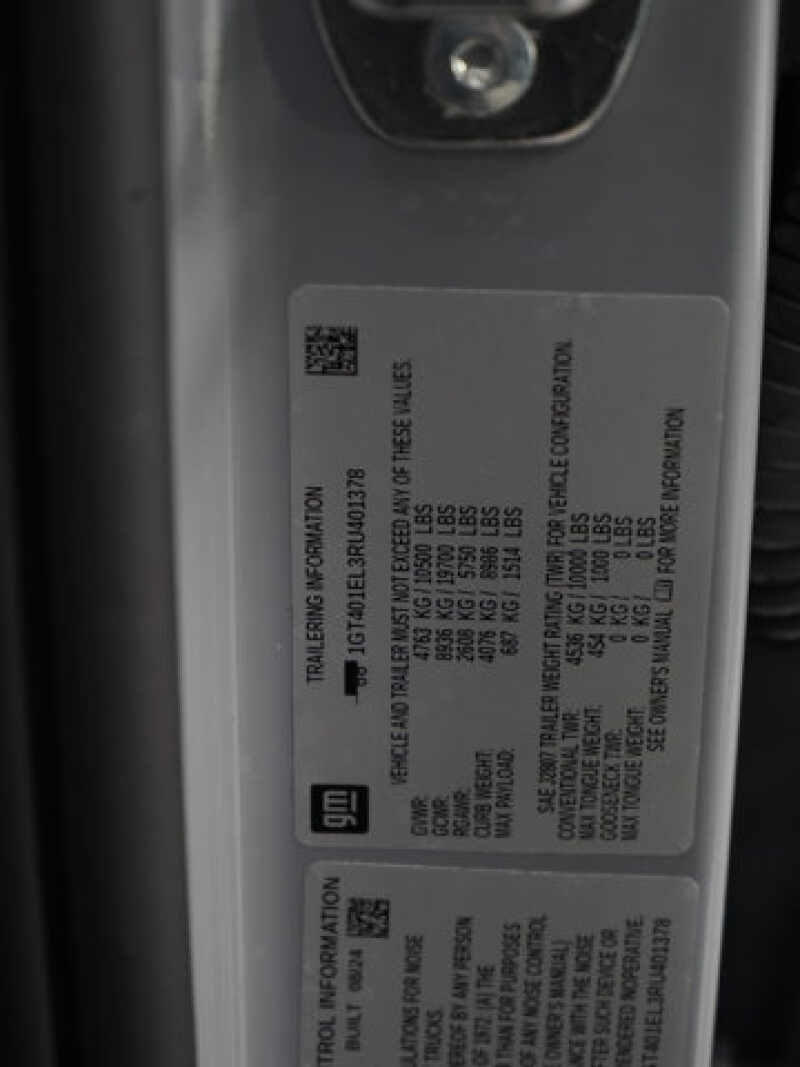 TRAILERING INFORMATION
1GT401EL3RU401378
gm
VEHICLE AND TRAILER MUST NOT EXCEED ANY OF THESE VALUES.
GVWR: 4763 KG / 10500 LBS
GCWR: 8936 KG / 19700 LBS
RGAWR: 2608 KG / 5750 LBS
CURB WEIGHT: 4076 KG / 8986 LBS
MAX PAYLOAD: 687 KG / 1514 LBS
SAE J2807 TRAILER WEIGHT RATING (TWR) FOR VEHICLE CONFIGURATION.
CONVENTIONAL TWR: 4536 KG / 10000 LBS
MAX TONGUE WEIGHT: 454 KG / 1000 LBS
GOOSENECK TWR: 0 KG / 0 LBS
MAX TONGUE WEIGHT: 0 KG / 0 LBS
SEE OWNER'S MANUAL FOR MORE INFORMATION
TROL INFORMATION
BUILT 08/24
ULATIONS FOR NOISE
TRUCKS.
EREOF BY ANY PERSON
OF 1972: (A) THE
THAN FOR PURPOSES
OF ANY NOISE CONTROL
OWNER'S MANUAL)
ANCE WITH THE NOISE
FTER SUCH DEVICE OR
ENDERED INOPERATIVE.
GT401EL3RU401378